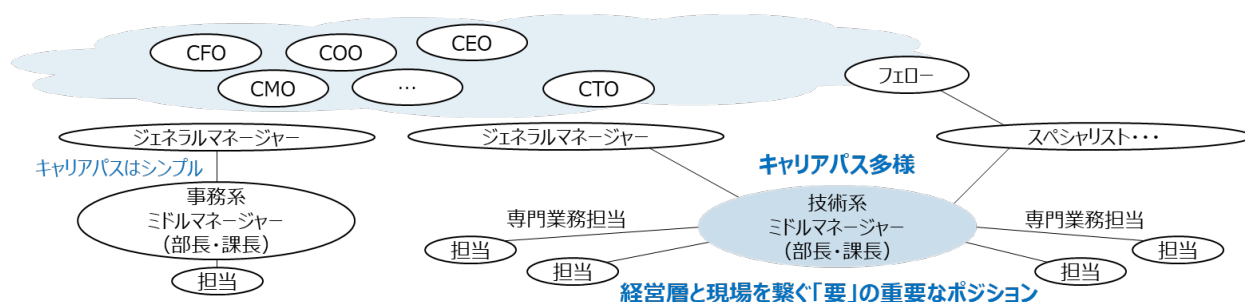 CEO
CFO
COO
CMO
…
CTO
フェロー
ジェネラルマネージャー
ジェネラルマネージャー
スペシャリスト・・・
キャリアパスはシンプル
キャリアパス多様
事務系
ミドルマネージャー
（部長・課長）
技術系
ミドルマネージャー
（部長・課長）
専門業務担当
専門業務担当
担当
担当
担当
担当
担当
経営層と現場を繋ぐ「要」の重要なポジション